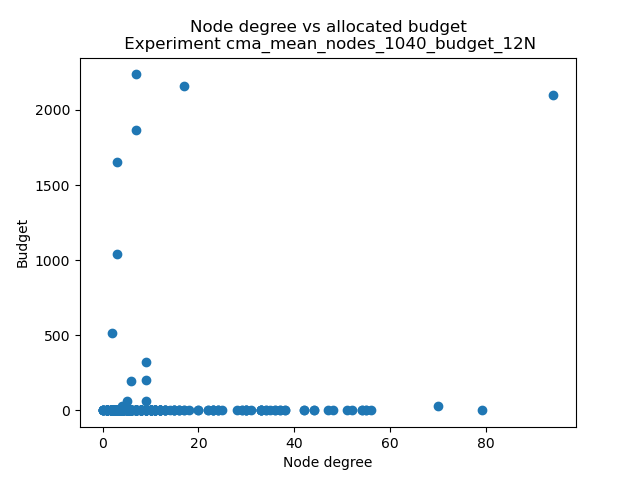 Node degree vs allocated budget
Experiment cma_mean_nodes_1040_budget_12N
2000
1500
1000
500
0
Budget
0 20 40 60 80
Node degree